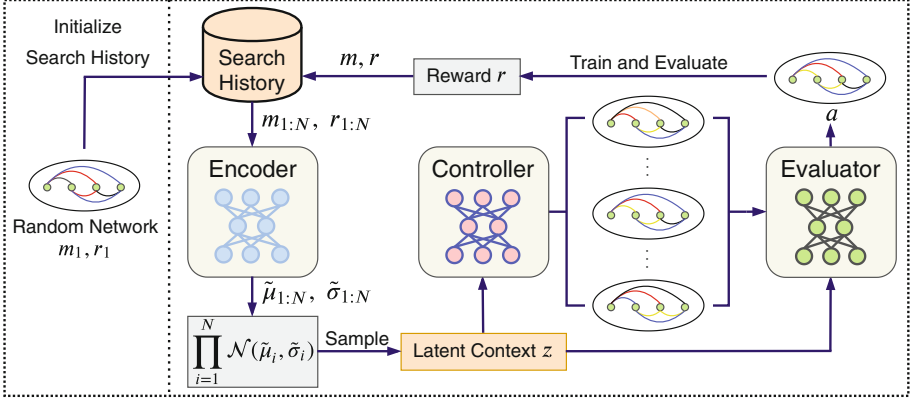 Initialize
Search History
Random Network
m₁, r₁
Search
History
m, r
Reward r
Train and Evaluate
a
m₁:N, r₁:N
Encoder
Controller
Evaluator
μ̃₁:N, σ̃₁:N
∏ᵢ₌₁ᴺ 𝒩(μ̃ᵢ, σ̃ᵢ)
Sample
Latent Context z